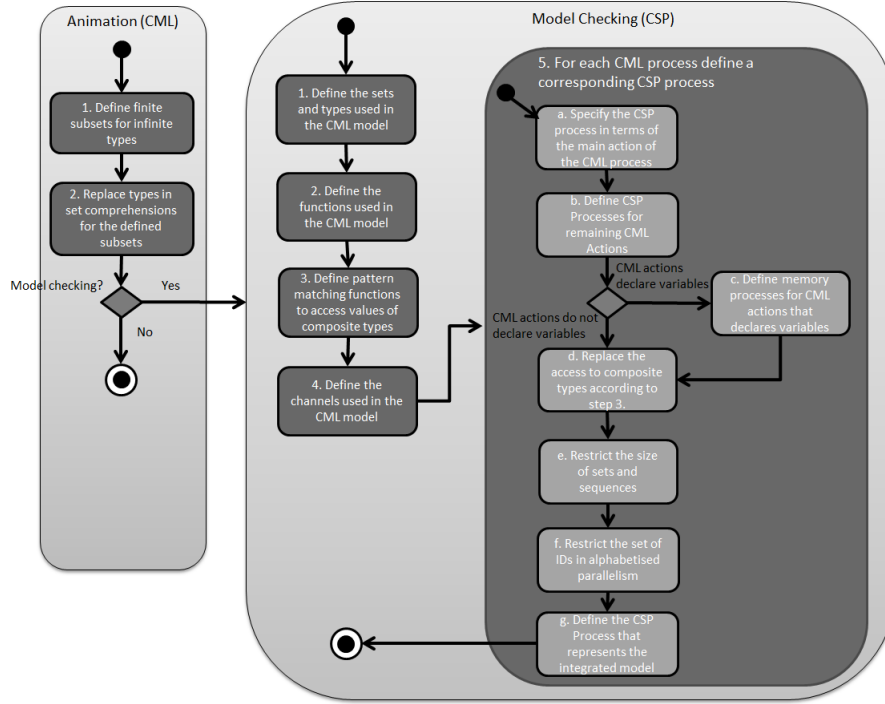 Animation (CML)
1. Define finite
subsets for infinite
types
2. Replace types in
set comprehensions
for the defined
subsets
Model checking?
Yes
No
Model Checking (CSP)
1. Define the sets
and types used in
the CML model
2. Define the
functions used in
the CML model
3. Define pattern
matching functions
to access values of
composite types
4. Define the
channels used in the
CML model
5. For each CML process define a
corresponding CSP process
a. Specify the CSP
process in terms of
the main action of
the CML process
b. Define CSP
Processes for
remaining CML
Actions
CML actions
declare variables
c. Define memory
processes for CML
actions that
declares variables
CML actions do not
declare variables
d. Replace the
access to composite
types according to
step 3.
e. Restrict the size
of sets and
sequences
f. Restrict the set of
IDs in alphabetised
parallelism
g. Define the CSP
Process that
represents the
integrated model